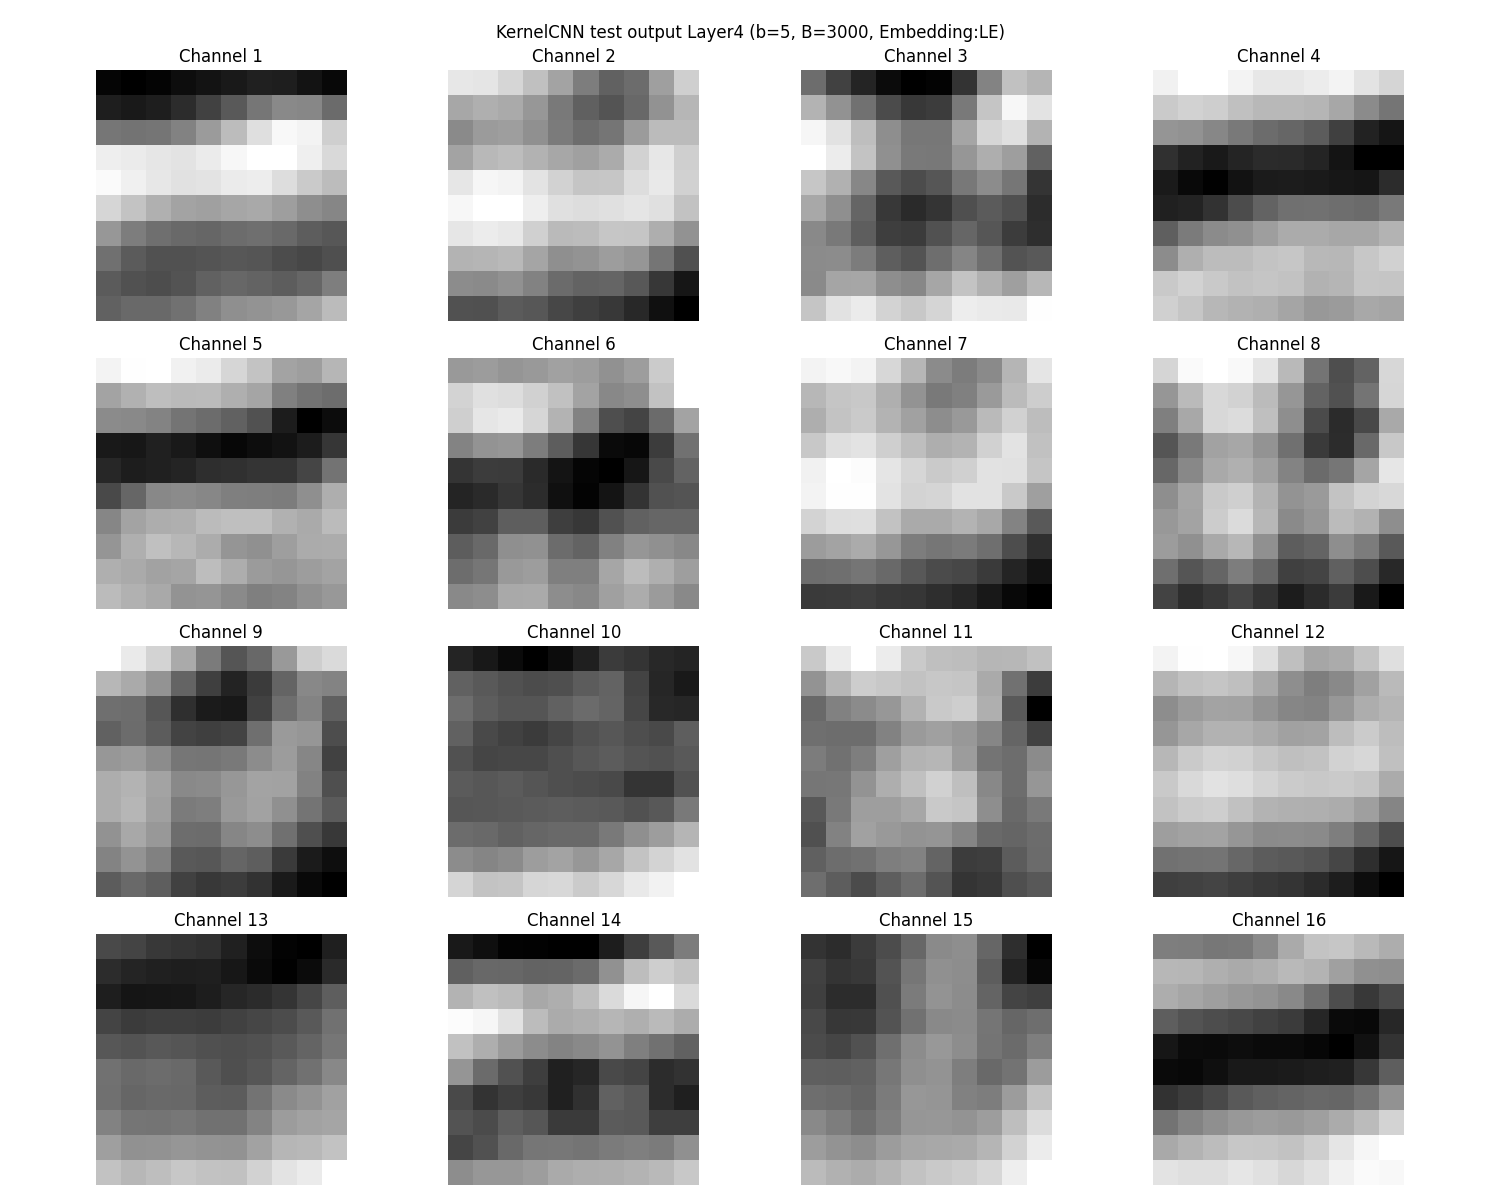 KernelCNN test output Layer4 (b=5, B=3000, Embedding:LE)
Channel 1
Channel 2
Channel 3
Channel 4
Channel 5
Channel 6
Channel 7
Channel 8
Channel 9
Channel 10
Channel 11
Channel 12
Channel 13
Channel 14
Channel 15
Channel 16